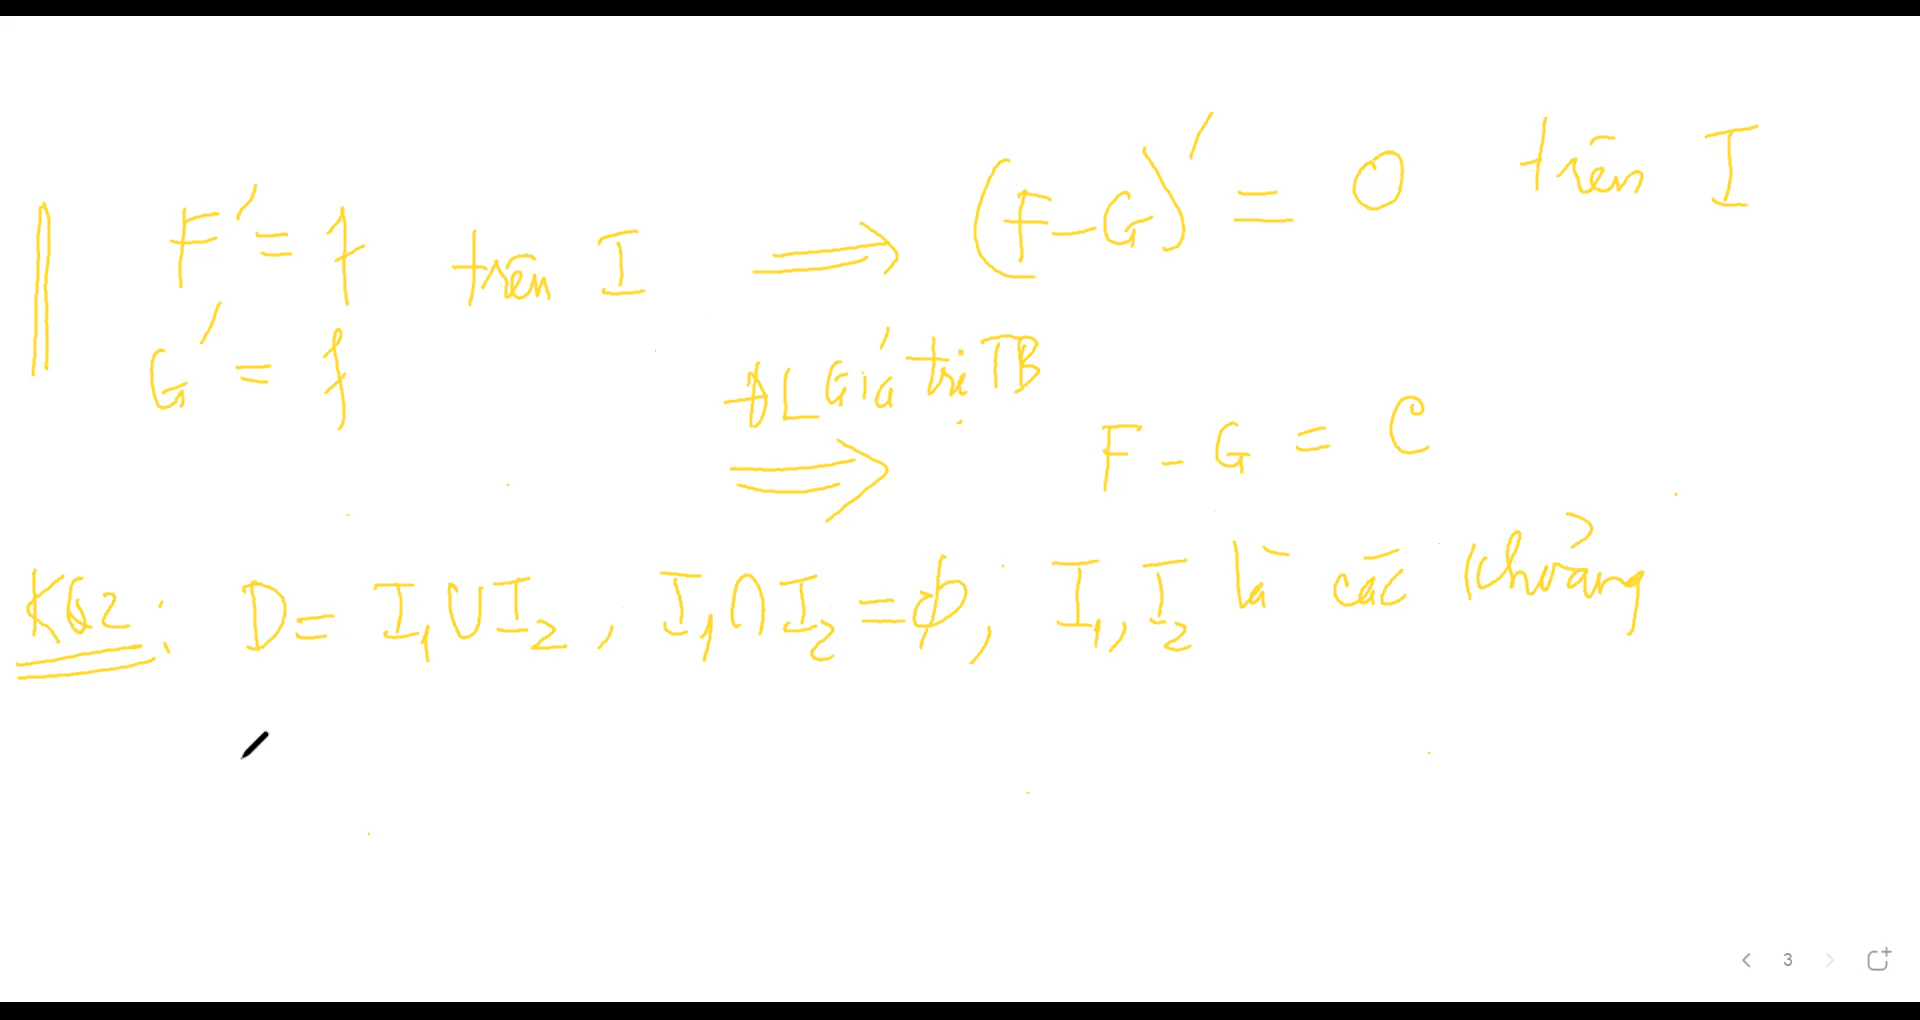 F' = f trên I ⟹ (F-G)' = 0 trên I
G' = f
ĐL Giá trị TB
⟹ F - G = C
KQ2: D = I₁ ∪ I₂, I₁ ∩ I₂ = ϕ, I₁, I₂ là các khoảng
3